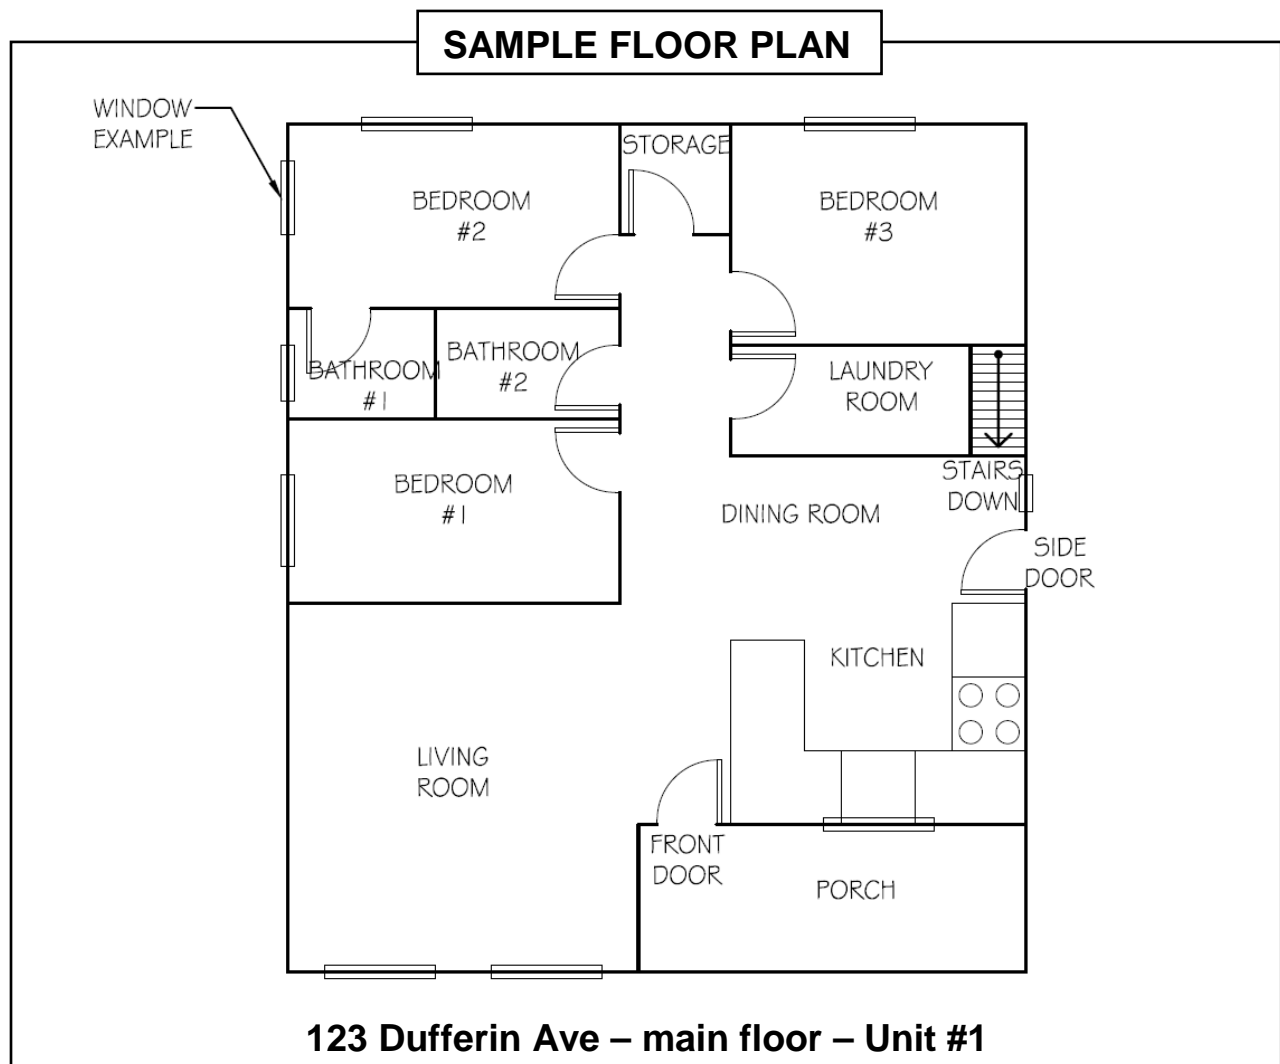 SAMPLE FLOOR PLAN
WINDOW
EXAMPLE
STORAGE
BEDROOM
#2
BEDROOM
#3
BATHROOM
#1
BATHROOM
#2
LAUNDRY
ROOM
BEDROOM
#1
STAIRS
DOWN
DINING ROOM
SIDE
DOOR
KITCHEN
LIVING
ROOM
FRONT
DOOR
PORCH
123 Dufferin Ave – main floor – Unit #1